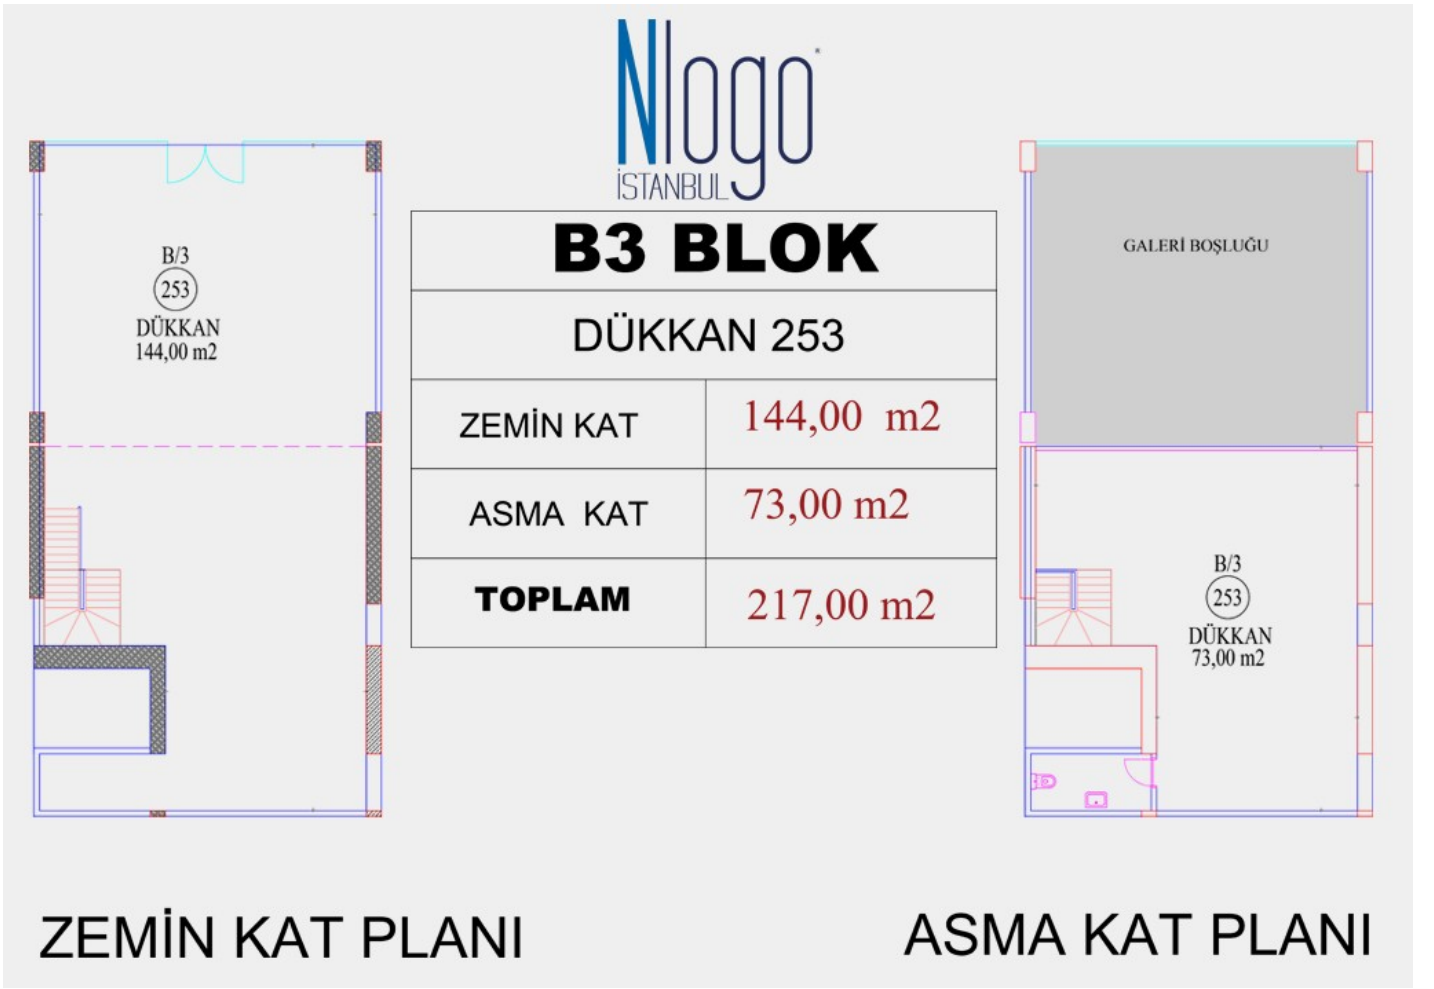 Nlogo
İSTANBUL
B3 BLOK
DÜKKAN 253
ZEMİN KAT 144,00 m2
ASMA KAT 73,00 m2
TOPLAM 217,00 m2
B/3
253
DÜKKAN
144,00 m2
ZEMİN KAT PLANI
GALERİ BOŞLUĞU
B/3
253
DÜKKAN
73,00 m2
ASMA KAT PLANI